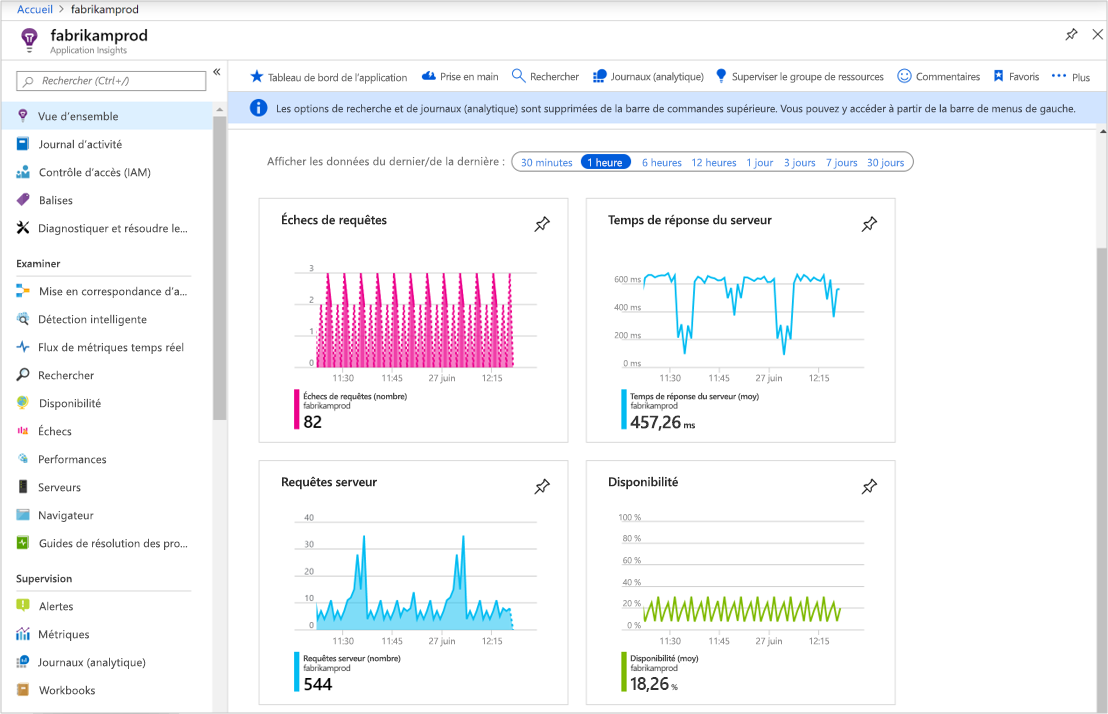 Accueil > fabrikamprod
fabrikamprod
Application Insights
Rechercher (Ctrl+/)
«
Vue d'ensemble
Journal d'activité
Contrôle d'accès (IAM)
Balises
Diagnostiquer et résoudre le...
Examiner
Mise en correspondance d'a...
Détection intelligente
Flux de métriques temps réel
Rechercher
Disponibilité
Échecs
Performances
Serveurs
Navigateur
Guides de résolution des pro...
Supervision
Alertes
Métriques
Journaux (analytique)
Workbooks
Tableau de bord de l'application Prise en main Rechercher Journaux (analytique) Superviser le groupe de ressources Commentaires Favoris Plus
Les options de recherche et de journaux (analytique) sont supprimées de la barre de commandes supérieure. Vous pouvez y accéder à partir de la barre de menus de gauche.
Afficher les données du dernier/de la dernière : 30 minutes 1 heure 6 heures 12 heures 1 jour 3 jours 7 jours 30 jours
Échecs de requêtes
3
2
1
0
11:30 11:45 27 juin 12:15
Échecs de requêtes (nombre)
fabrikamprod
82
Temps de réponse du serveur
600 ms
400 ms
200 ms
0 ms
11:30 11:45 27 juin 12:15
Temps de réponse du serveur (moy)
fabrikamprod
457,26 ms
Requêtes serveur
40
30
20
10
0
11:30 11:45 27 juin 12:15
Requêtes serveur (nombre)
fabrikamprod
544
Disponibilité
100 %
80 %
60 %
40 %
20 %
0 %
11:30 11:45 27 juin 12:15
Disponibilité (moy)
fabrikamprod
18,26 %